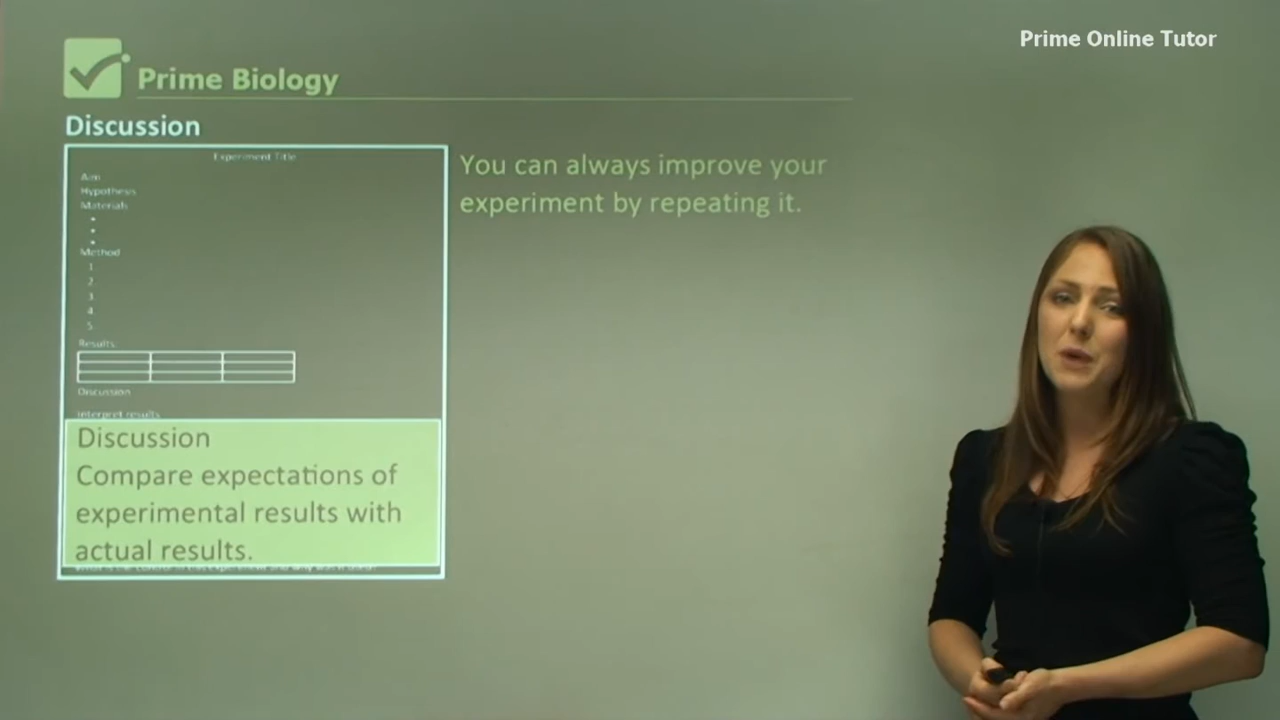 Prime Online Tutor
Prime Biology
Discussion
Experiment Title
Aim
Hypothesis
Materials
Method
1.
2.
3
4
5.
Results
Discussion
Interpret results
Discussion
Compare expectations of
experimental results with
actual results.
You can always improve your
experiment by repeating it.